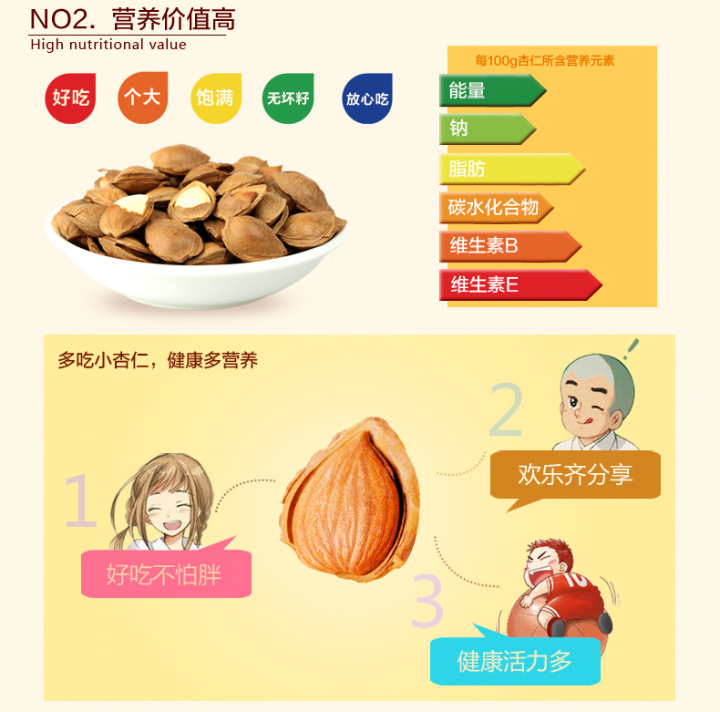 NO2. 营养价值高
High nutritional value
好吃
个大
饱满
无坏籽
放心吃
每100g杏仁所含营养元素
能量
钠
脂肪
碳水化合物
维生素B
维生素E
多吃小杏仁，健康多营养
1
好吃不怕胖
2
欢乐齐分享
3
健康活力多
10